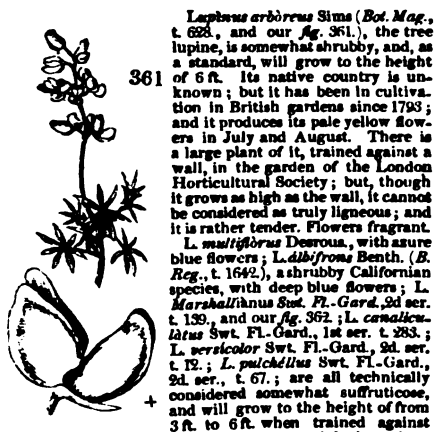 Lupinus arbòreus Sims (Bot. Mag.,
t. 628., and our fig. 361.), the tree
lupine, is somewhat shrubby, and, as
a standard, will grow to the height
361 of 6 ft. Its native country is un-
known; but it has been in cultiva-
tion in British gardens since 1793;
and it produces its pale yellow flow-
ers in July and August. There is
a large plant of it, trained against a
wall, in the garden of the London
Horticultural Society; but, though
it grows as high as the wall, it cannot
be considered as truly ligneous; and
it is rather tender. Flowers fragrant.
L. multiflòrus Desrous., with azure
blue flowers; L. álbifrons Benth. (B.
Reg., t. 1642.), a shrubby Californian
species, with deep blue flowers; L.
Marshalliànus Swt. Fl.-Gard., 2d ser.
t. 139., and our fig. 362.; L. canalicu-
làtus Swt. Fl.-Gard., 1st ser. t. 283.;
L. versicolor Swt. Fl.-Gard., 2d. ser.
t. 12.; L. pulchéllus Swt. Fl.-Gard.,
2d. ser., t. 67.; are all technically
considered somewhat suffruticose,
and will grow to the height of from
3 ft. to 6 ft. when trained against
+